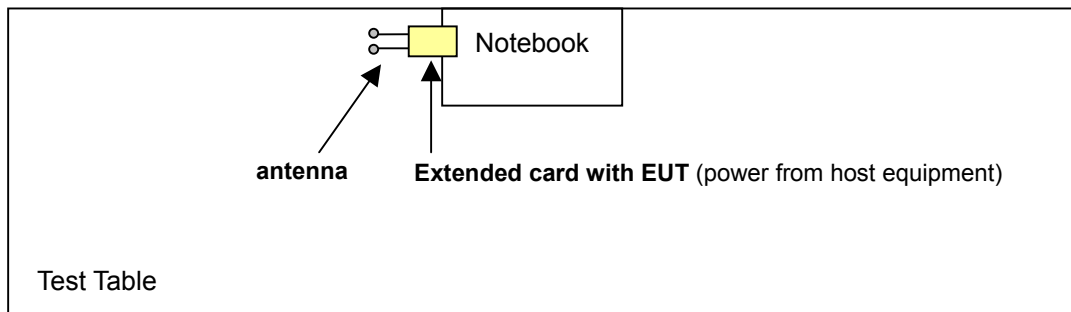 Notebook
antenna
Extended card with EUT (power from host equipment)
Test Table